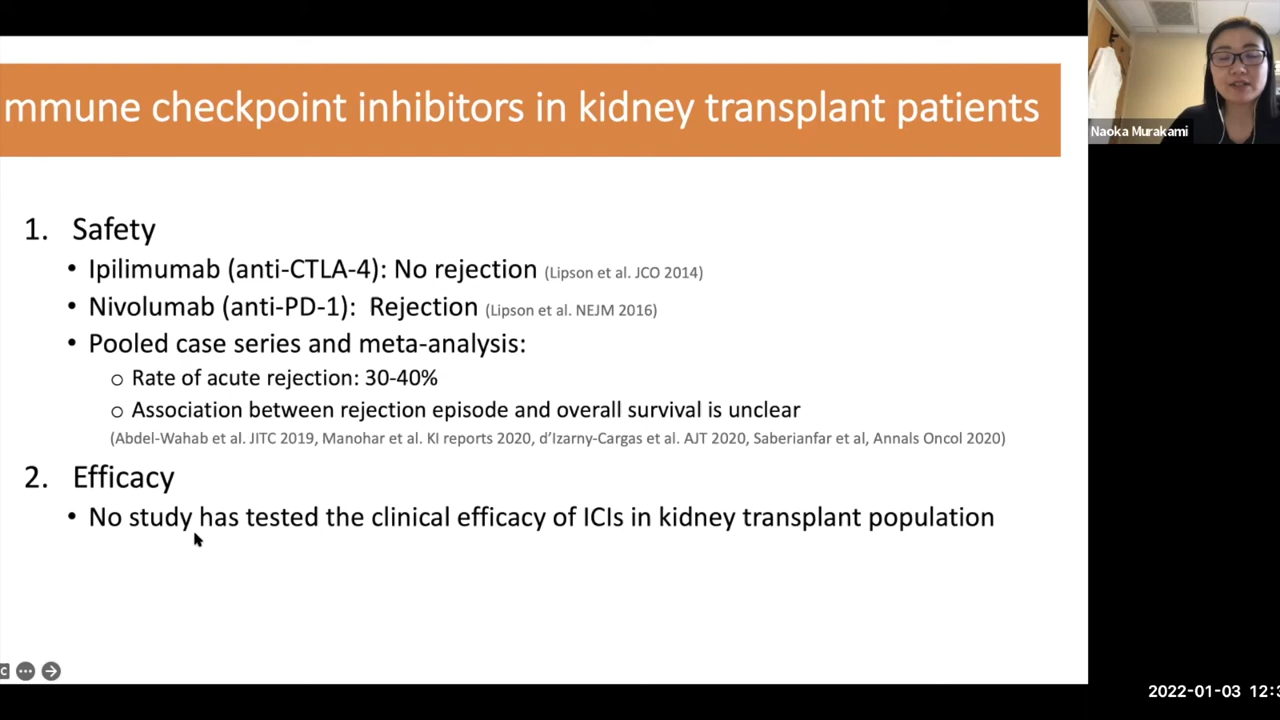 mmune checkpoint inhibitors in kidney transplant patients
Naoka Murakami
1. Safety
• Ipilimumab (anti-CTLA-4): No rejection (Lipson et al. JCO 2014)
• Nivolumab (anti-PD-1): Rejection (Lipson et al. NEJM 2016)
• Pooled case series and meta-analysis:
o Rate of acute rejection: 30-40%
o Association between rejection episode and overall survival is unclear
(Abdel-Wahab et al. JITC 2019, Manohar et al. KI reports 2020, d’Izarny-Cargas et al. AJT 2020, Saberianfar et al, Annals Oncol 2020)
2. Efficacy
• No study has tested the clinical efficacy of ICIs in kidney transplant population
2022-01-03 12:3